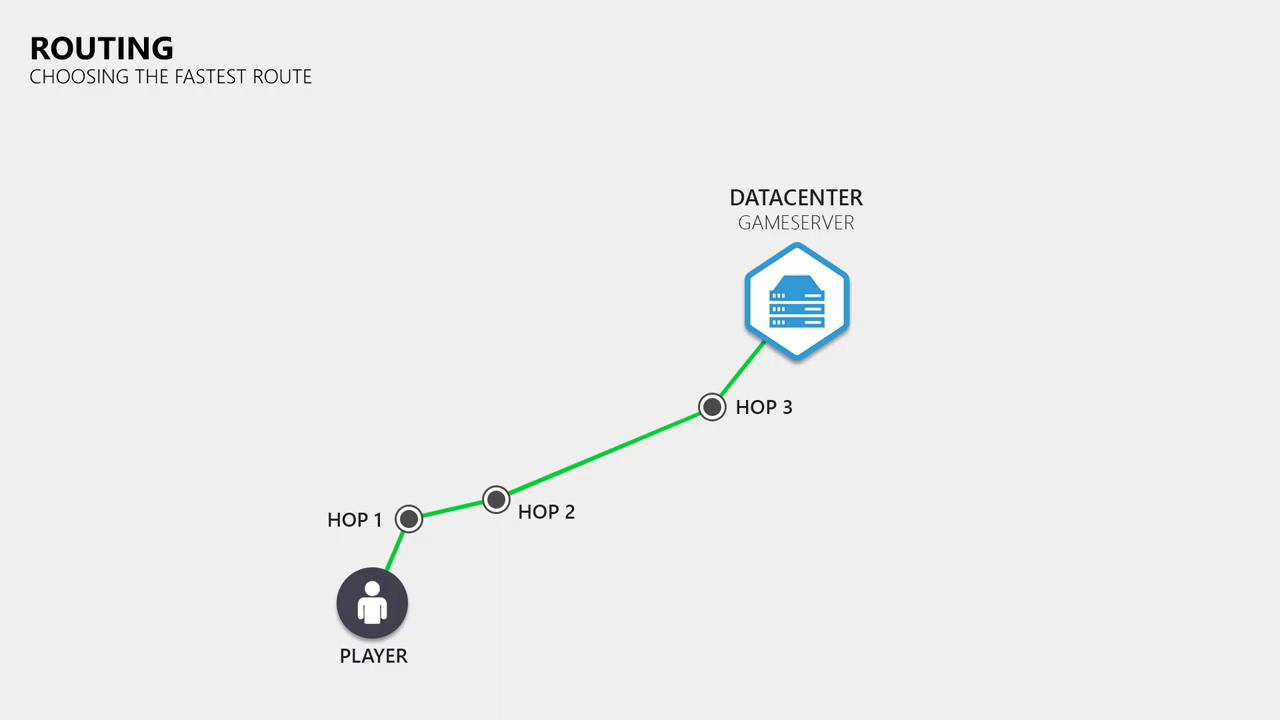 ROUTING
CHOOSING THE FASTEST ROUTE
DATACENTER
GAMESERVER
HOP 3
HOP 2
HOP 1
PLAYER